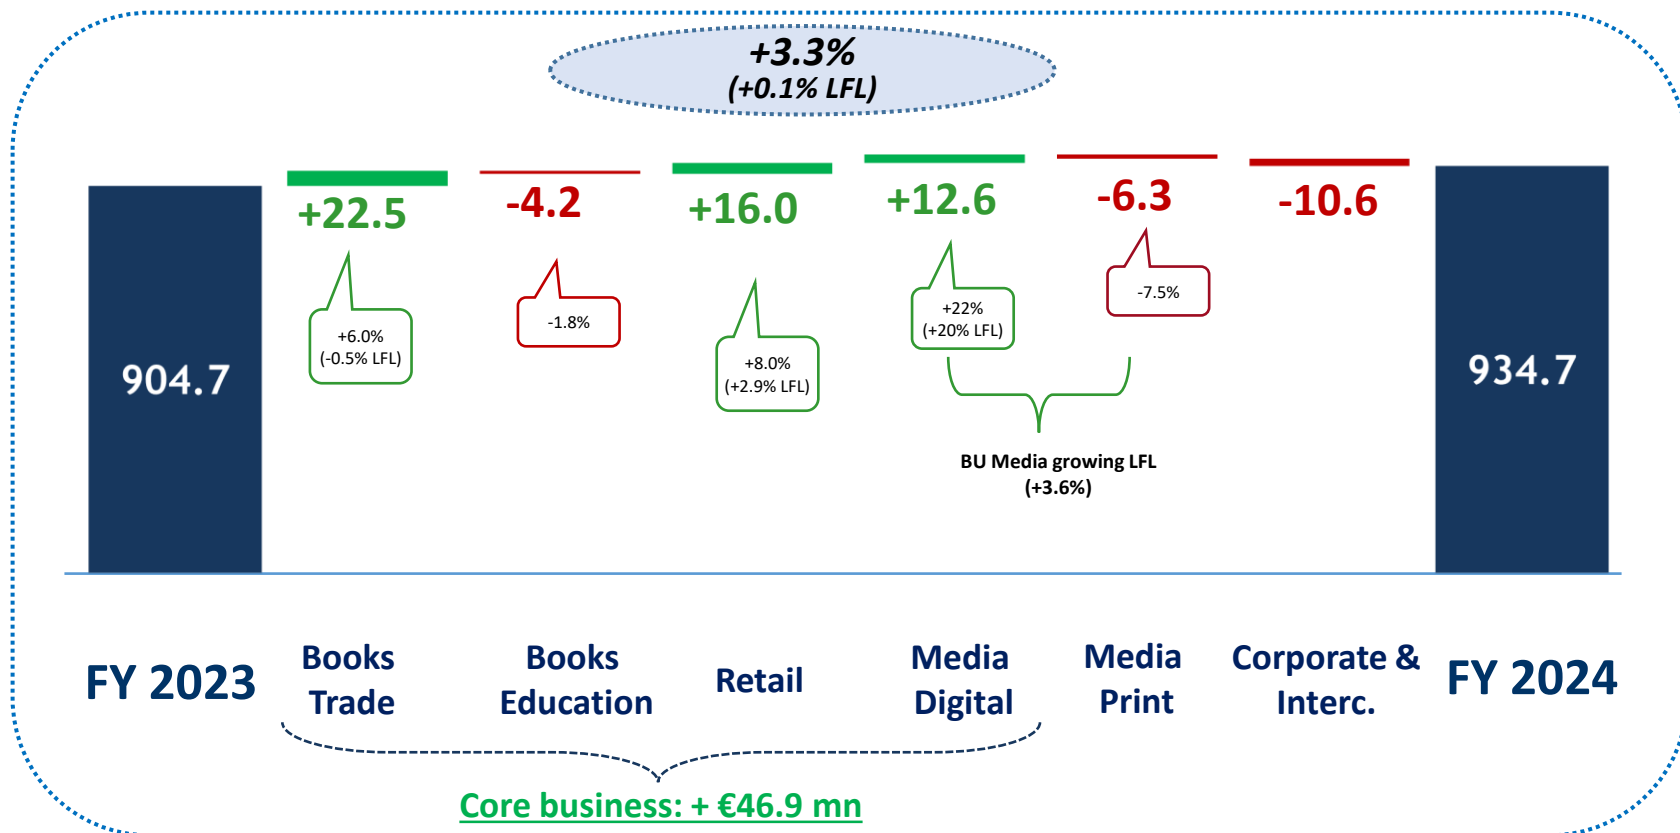 +3.3%
(+0.1% LFL)
+22.5
-4.2
+16.0
+12.6
-6.3
-10.6
+6.0%
(-0.5% LFL)
-1.8%
+8.0%
(+2.9% LFL)
+22%
(+20% LFL)
-7.5%
904.7
934.7
BU Media growing LFL
(+3.6%)
FY 2023
Books
Trade
Books
Education
Retail
Media
Digital
Media
Print
Corporate &
Interc.
FY 2024
Core business: + €46.9 mn